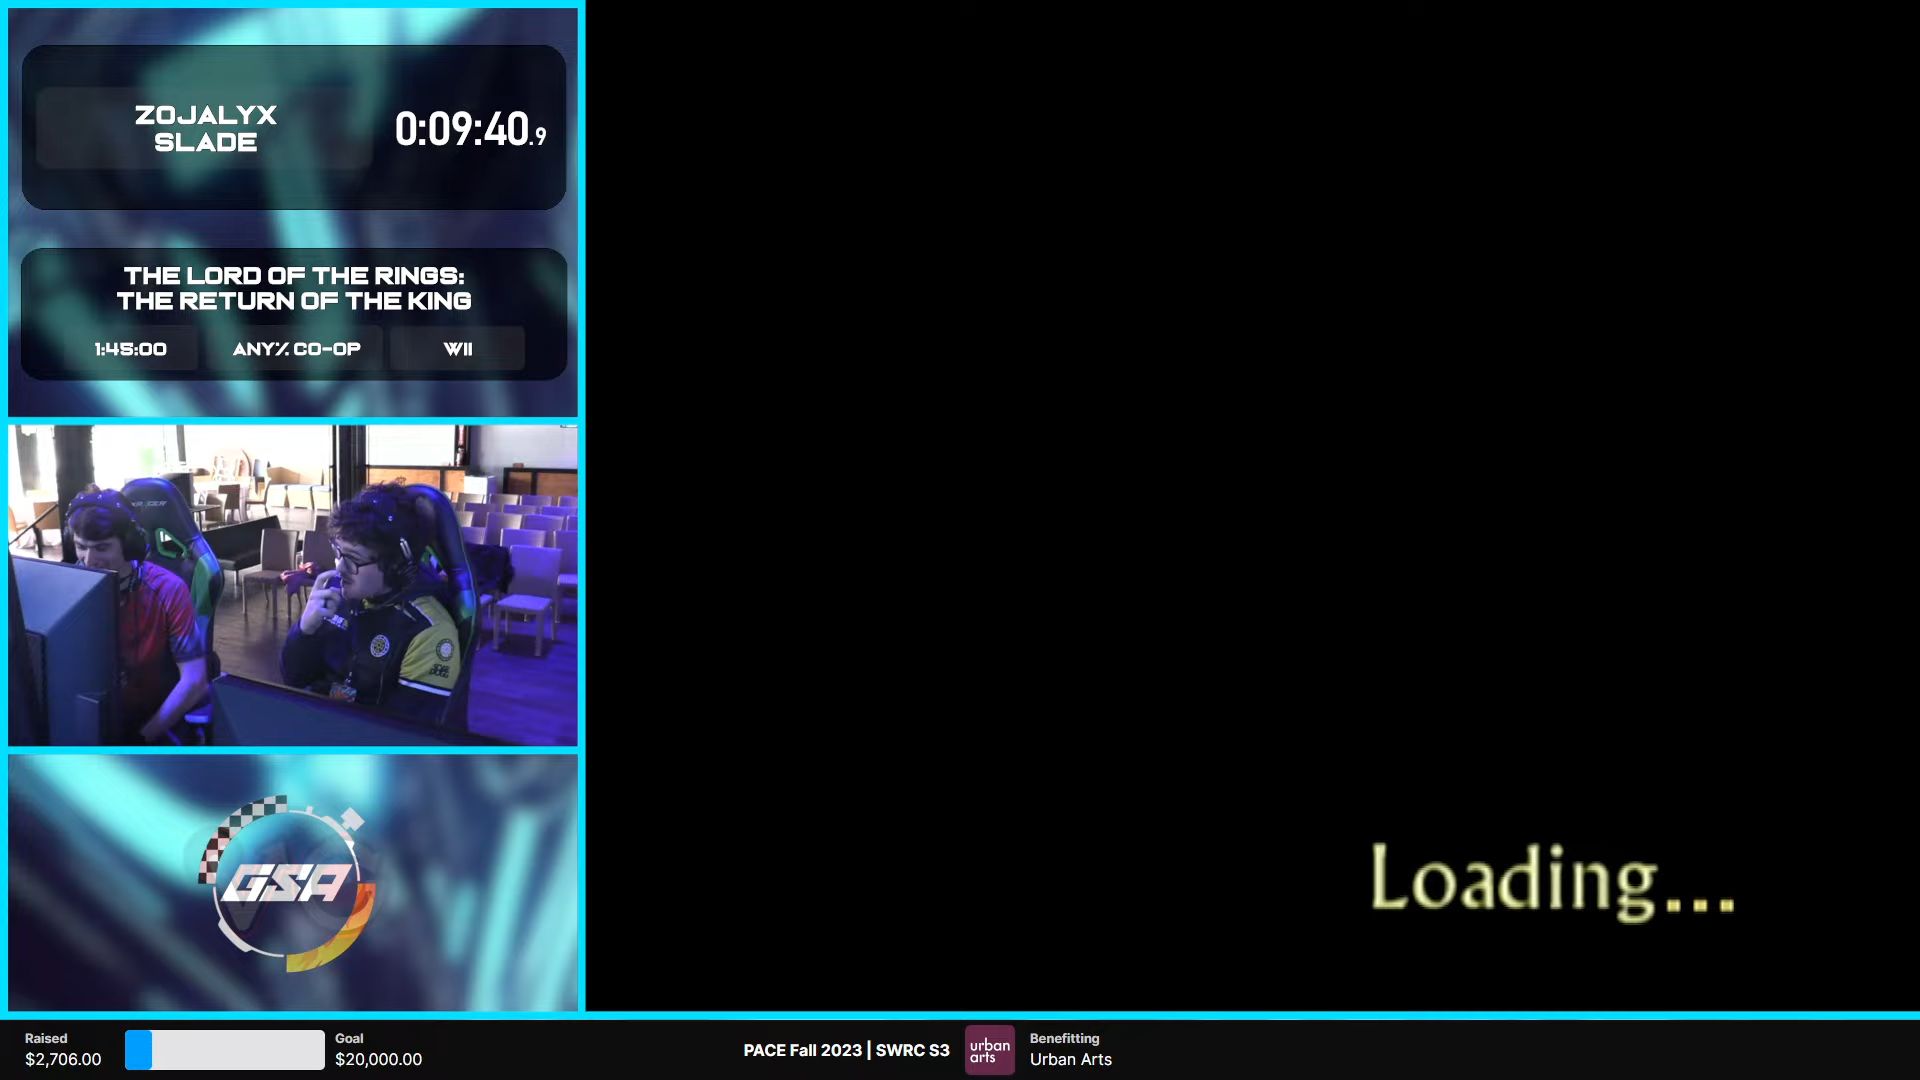 ZOJALYX
SLADE
0:09:40.9
THE LORD OF THE RINGS:
THE RETURN OF THE KING
1:45:00
ANY% CO-OP
WII
GSA
Loading...
Raised
$2,706.00
Goal
$20,000.00
PACE Fall 2023 | SWRC S3
urban
arts
Benefitting
Urban Arts